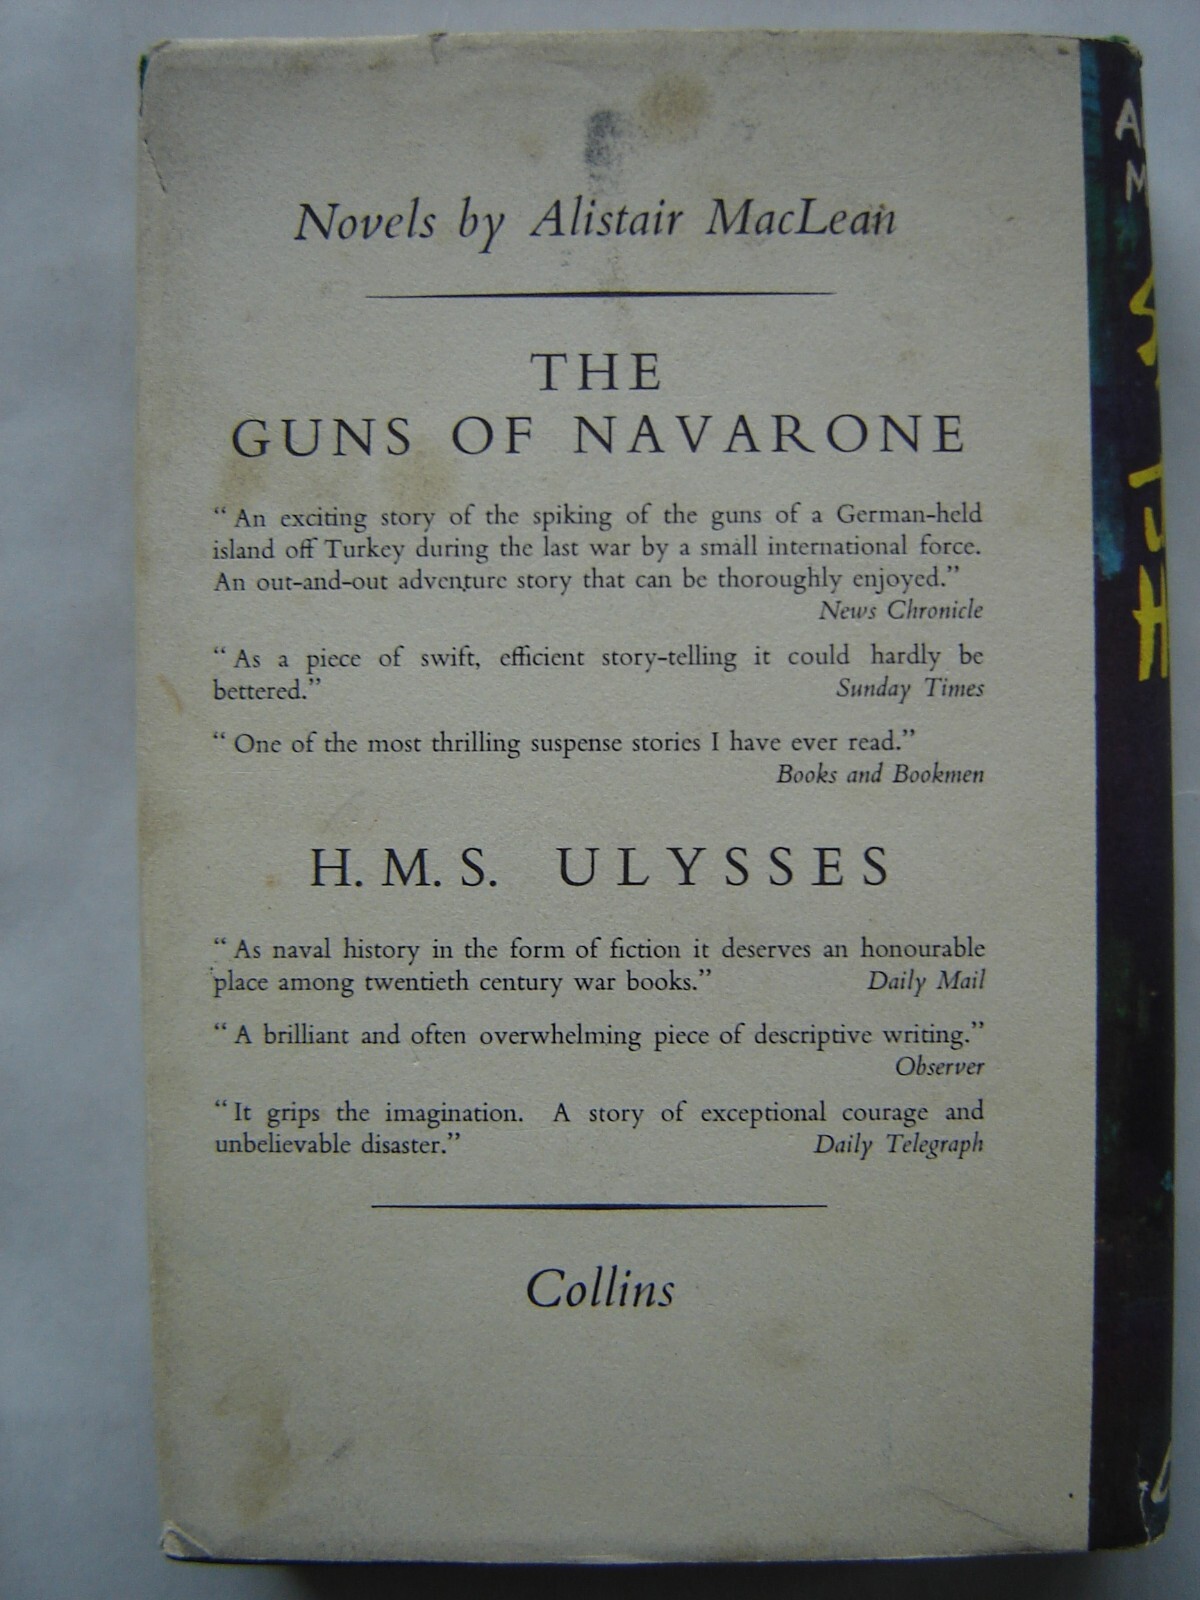 Novels by Alistair MacLean
THE
GUNS OF NAVARONE
“ An exciting story of the spiking of the guns of a German-held
island off Turkey during the last war by a small international force.
An out-and-out adventure story that can be thoroughly enjoyed.”
News Chronicle
“ As a piece of swift, efficient story-telling it could hardly be
bettered.” Sunday Times
“ One of the most thrilling suspense stories I have ever read.”
Books and Bookmen
H. M. S. ULYSSES
“ As naval history in the form of fiction it deserves an honourable
place among twentieth century war books.” Daily Mail
“ A brilliant and often overwhelming piece of descriptive writing.”
Observer
“ It grips the imagination. A story of exceptional courage and
unbelievable disaster.” Daily Telegraph
Collins